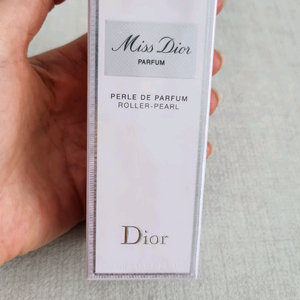 Miss Dior
PARFUM
PERLE DE PARFUM
ROLLER-PEARL
Dior